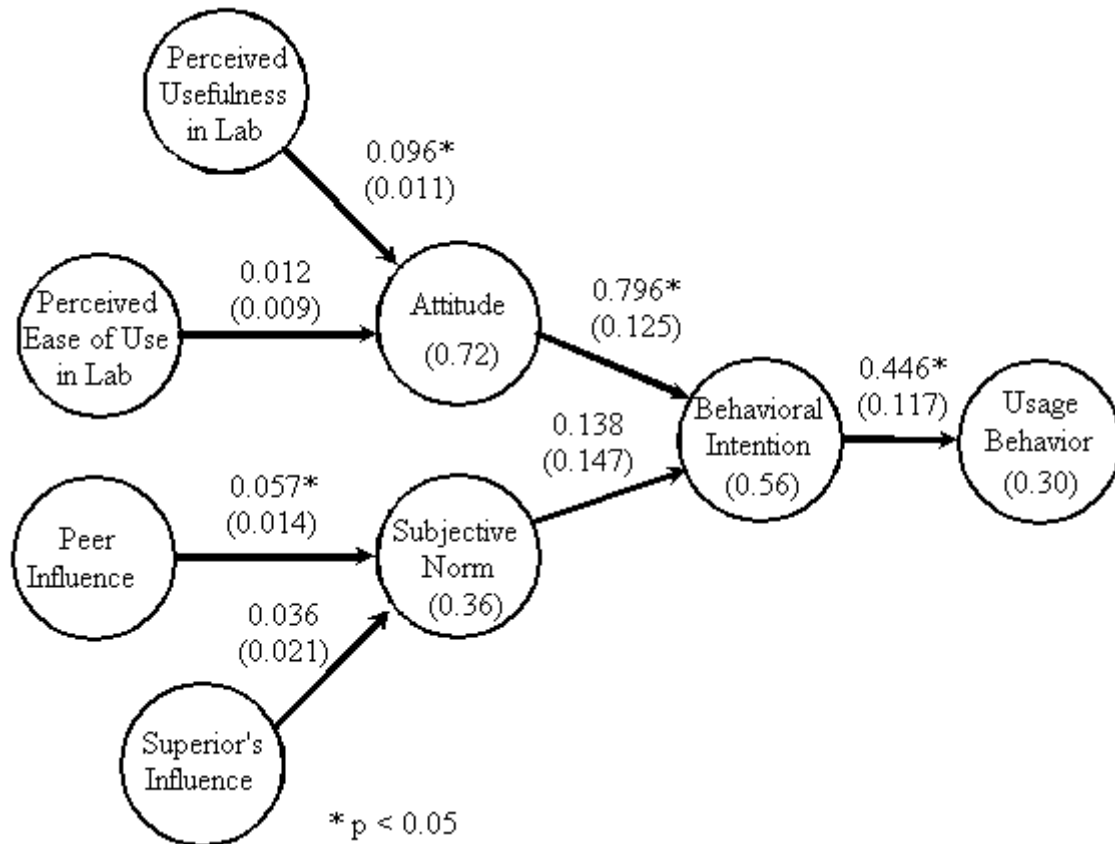 Perceived
Usefulness
in Lab
0.096*
(0.011)
Perceived
Ease of Use
in Lab
0.012
(0.009)
Attitude
(0.72)
0.796*
(0.125)
Peer
Influence
0.057*
(0.014)
Subjective
Norm
(0.36)
0.138
(0.147)
Behavioral
Intention
(0.56)
0.446*
(0.117)
Usage
Behavior
(0.30)
Superior's
Influence
0.036
(0.021)
* p < 0.05